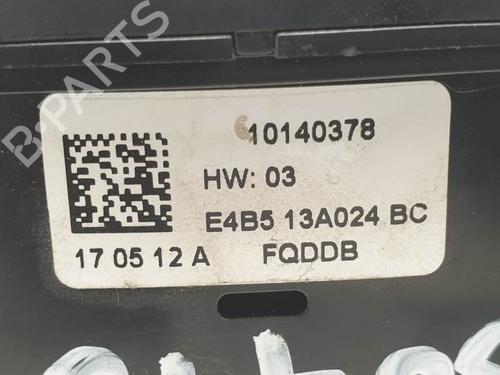 B-PARTS
10140378
HW: 03
E4B5 13A024 BC
17 05 12 A FQDDB